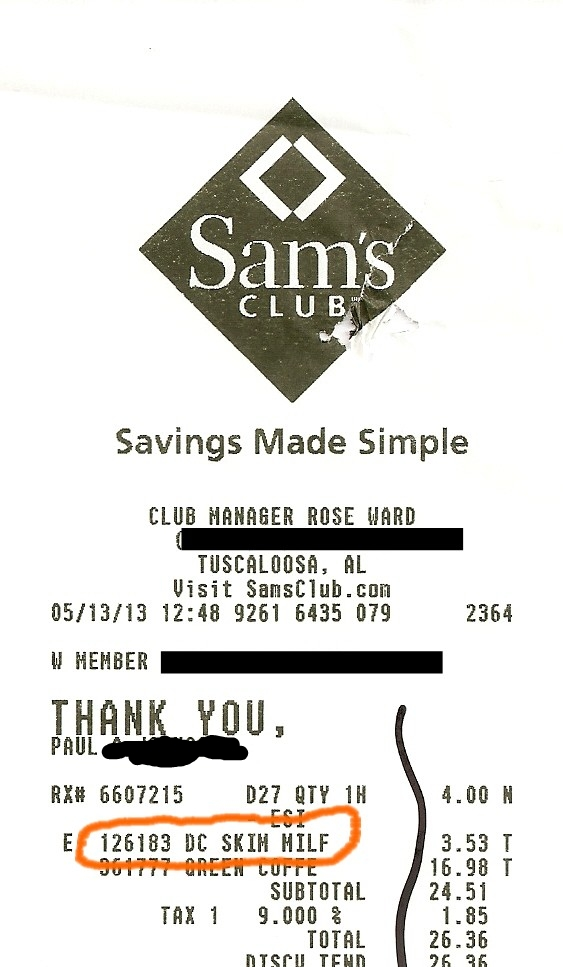 Sam's
CLUB
Savings Made Simple
CLUB MANAGER ROSE WARD
(
TUSCALOOSA, AL
Visit SamsClub.com
05/13/13 12:48 9261 6435 079 2364
W MEMBER
THANK YOU,
PAUL
RX# 6607215 D27 QTY 1H 4.00 N
ESI
E 126183 DC SKIM MILF 3.53 T
361777 GREEN COFFE 16.98 T
SUBTOTAL 24.51
TAX 1 9.000 % 1.85
TOTAL 26.36
DISCV TEND 26.36